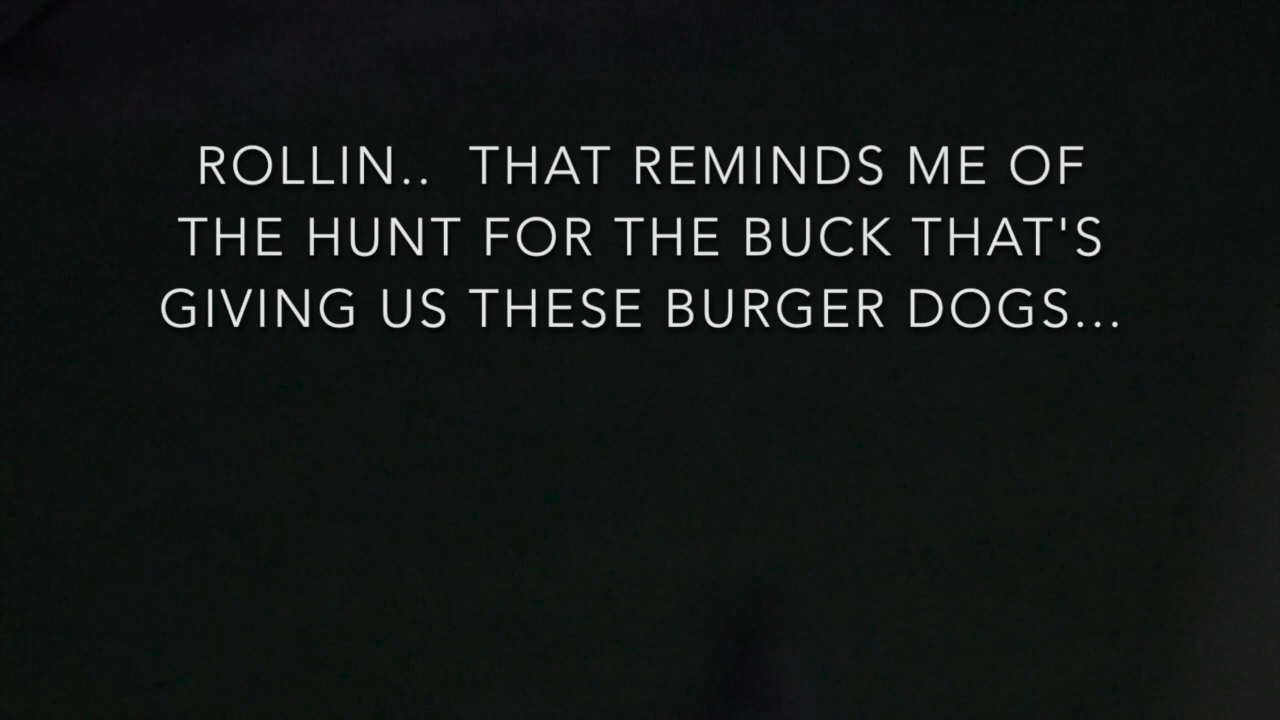 ROLLIN..  THAT REMINDS ME OF
THE HUNT FOR THE BUCK THAT'S
GIVING US THESE BURGER DOGS...